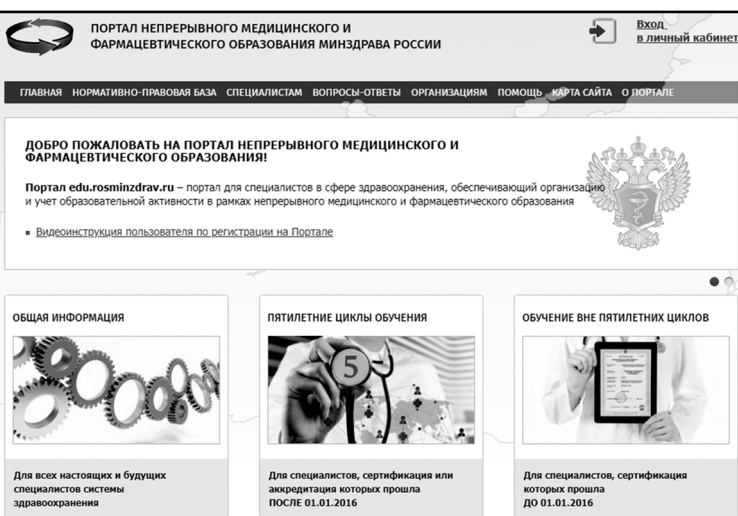 ПОРТАЛ НЕПРЕРЫВНОГО МЕДИЦИНСКОГО И
ФАРМАЦЕВТИЧЕСКОГО ОБРАЗОВАНИЯ МИНЗДРАВА РОССИИ
Вход
в личный кабинет
ГЛАВНАЯ НОРМАТИВНО-ПРАВОВАЯ БАЗА СПЕЦИАЛИСТАМ ВОПРОСЫ-ОТВЕТЫ ОРГАНИЗАЦИЯМ ПОМОЩЬ КАРТА САЙТА О ПОРТАЛЕ
ДОБРО ПОЖАЛОВАТЬ НА ПОРТАЛ НЕПРЕРЫВНОГО МЕДИЦИНСКОГО И
ФАРМАЦЕВТИЧЕСКОГО ОБРАЗОВАНИЯ!
Портал edu.rosminzdrav.ru – портал для специалистов в сфере здравоохранения, обеспечивающий организацию
и учет образовательной активности в рамках непрерывного медицинского и фармацевтического образования
Видеоинструкция пользователя по регистрации на Портале
ОБЩАЯ ИНФОРМАЦИЯ
Для всех настоящих и будущих
специалистов системы
здравоохранения
ПЯТИЛЕТНИЕ ЦИКЛЫ ОБУЧЕНИЯ
5
Для специалистов, сертификация или
аккредитация которых прошла
ПОСЛЕ 01.01.2016
ОБУЧЕНИЕ ВНЕ ПЯТИЛЕТНИХ ЦИКЛОВ
Для специалистов, сертификация
которых прошла
ДО 01.01.2016